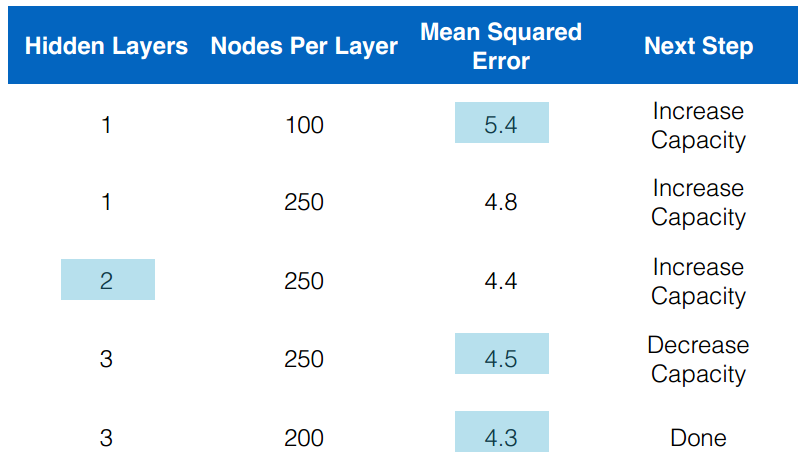 Hidden Layers Nodes Per Layer Mean Squared Error Next Step
1 100 5.4 Increase Capacity
1 250 4.8 Increase Capacity
2 250 4.4 Increase Capacity
3 250 4.5 Decrease Capacity
3 200 4.3 Done